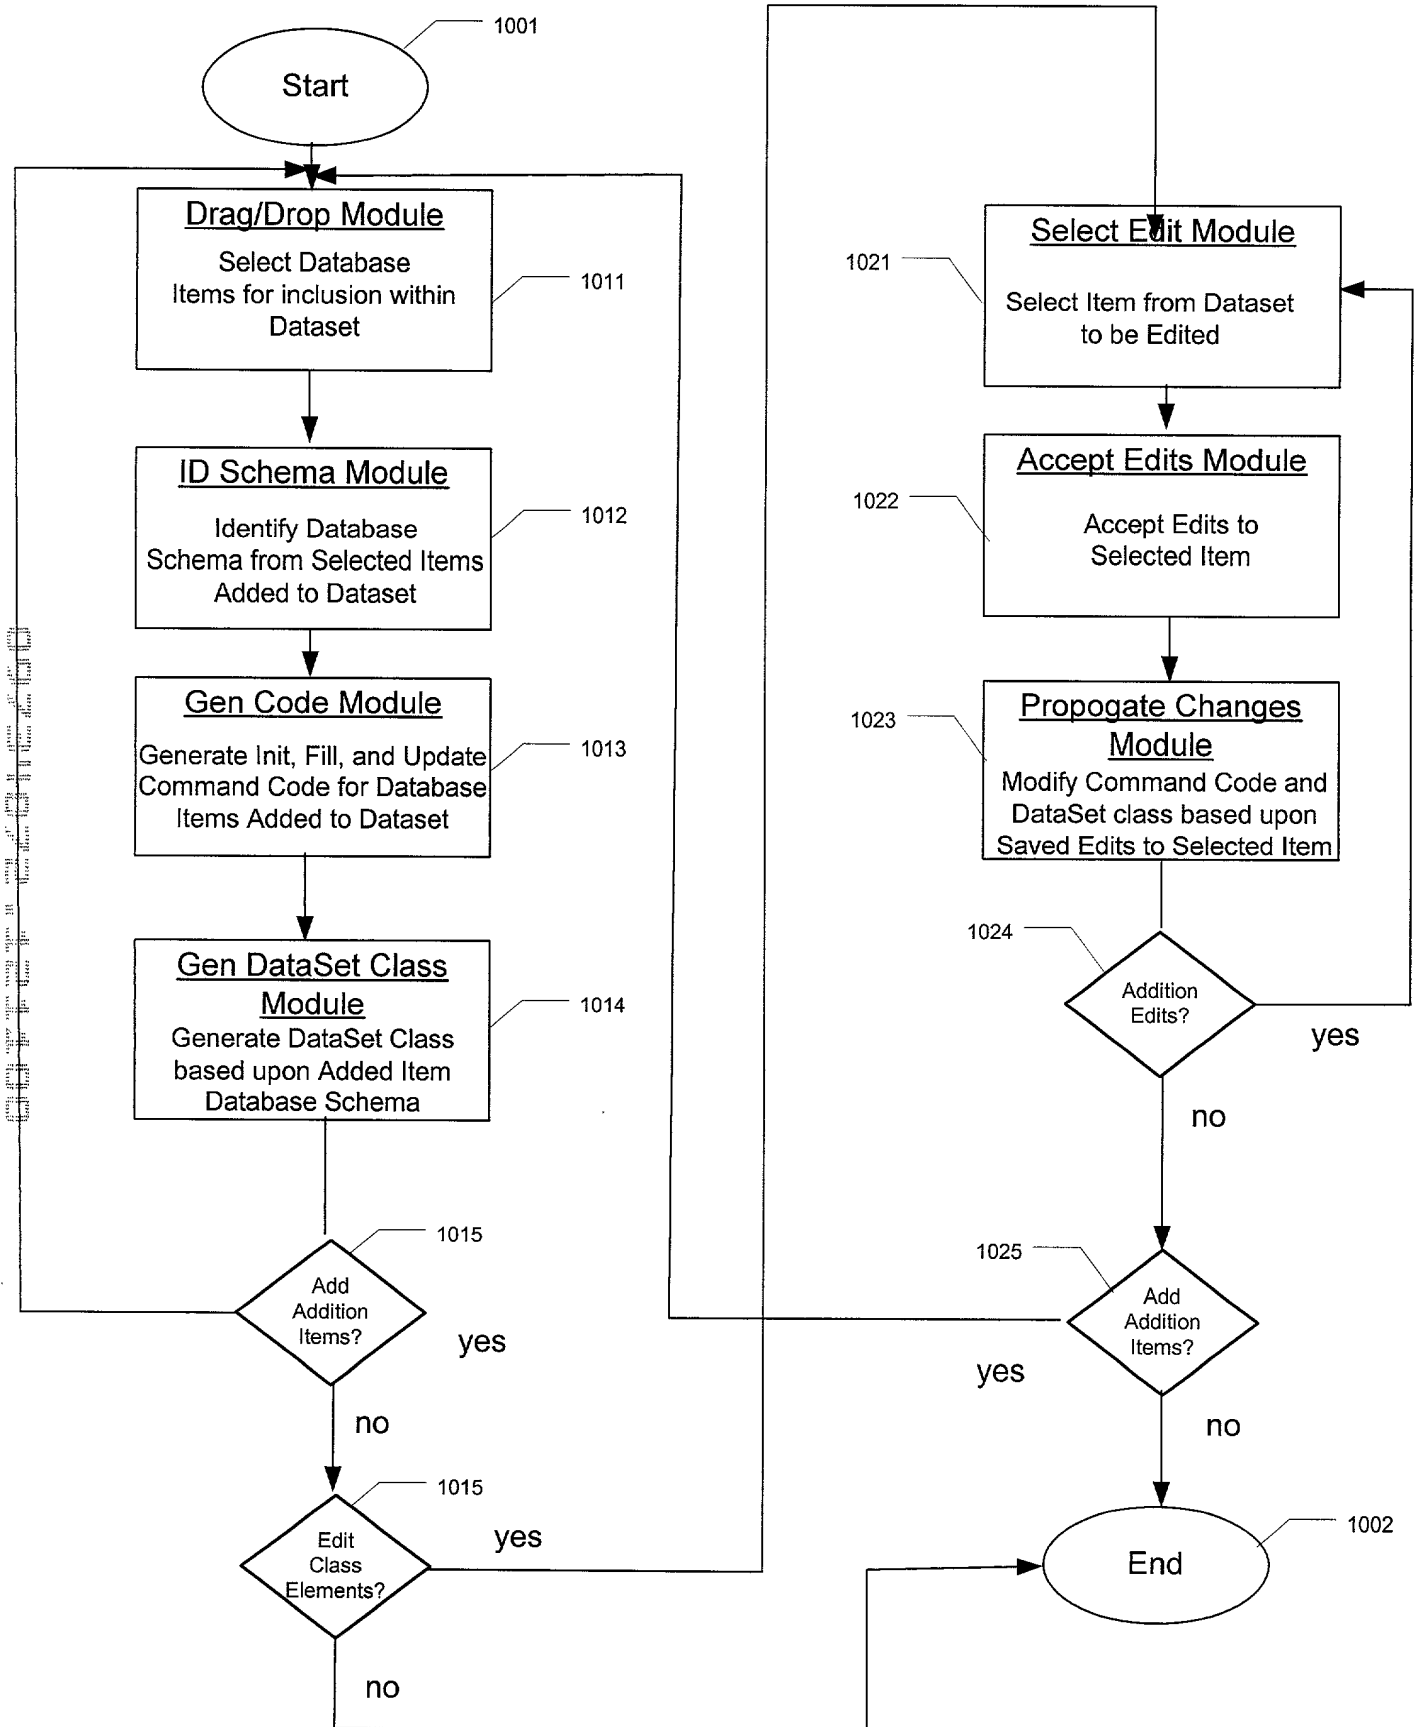 1001
Start
Drag/Drop Module
Select Database
Items for inclusion within
Dataset
1011
ID Schema Module
Identify Database
Schema from Selected Items
Added to Dataset
1012
Gen Code Module
Generate Init, Fill, and Update
Command Code for Database
Items Added to Dataset
1013
Gen DataSet Class
Module
Generate DataSet Class
based upon Added Item
Database Schema
1014
1015
Add
Addition
Items?
yes
no
1015
Edit
Class
Elements?
yes
no
1021
Select Edit Module
Select Item from Dataset
to be Edited
1022
Accept Edits Module
Accept Edits to
Selected Item
1023
Propogate Changes
Module
Modify Command Code and
DataSet class based upon
Saved Edits to Selected Item
1024
Addition
Edits?
yes
no
1025
Add
Addition
Items?
yes
no
1002
End